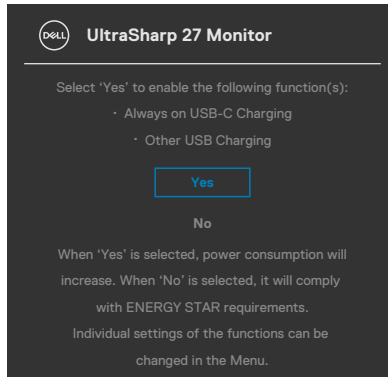 DELL UltraSharp 27 Monitor
Select ‘Yes’ to enable the following function(s):
· Always on USB-C Charging
· Other USB Charging
Yes
No
When ‘Yes’ is selected, power consumption will
increase. When ‘No’ is selected, it will comply
with ENERGY STAR requirements.
Individual settings of the functions can be
changed in the Menu.